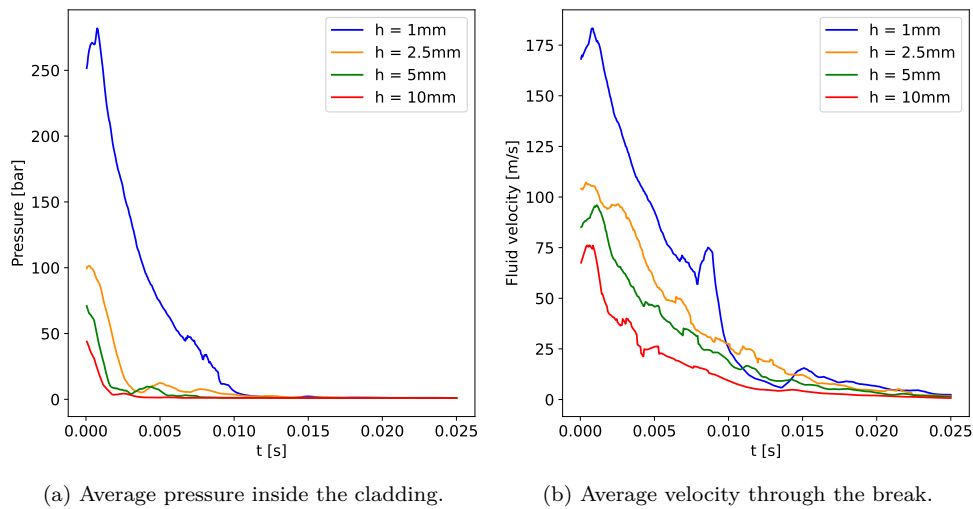 h = 1mm
h = 2.5mm
h = 5mm
h = 10mm
250
200
150
100
50
0
Pressure [bar]
0.000 0.005 0.010 0.015 0.020 0.025
t [s]
(a) Average pressure inside the cladding.
h = 1mm
h = 2.5mm
h = 5mm
h = 10mm
175
150
125
100
75
50
25
0
Fluid velocity [m/s]
0.000 0.005 0.010 0.015 0.020 0.025
t [s]
(b) Average velocity through the break.